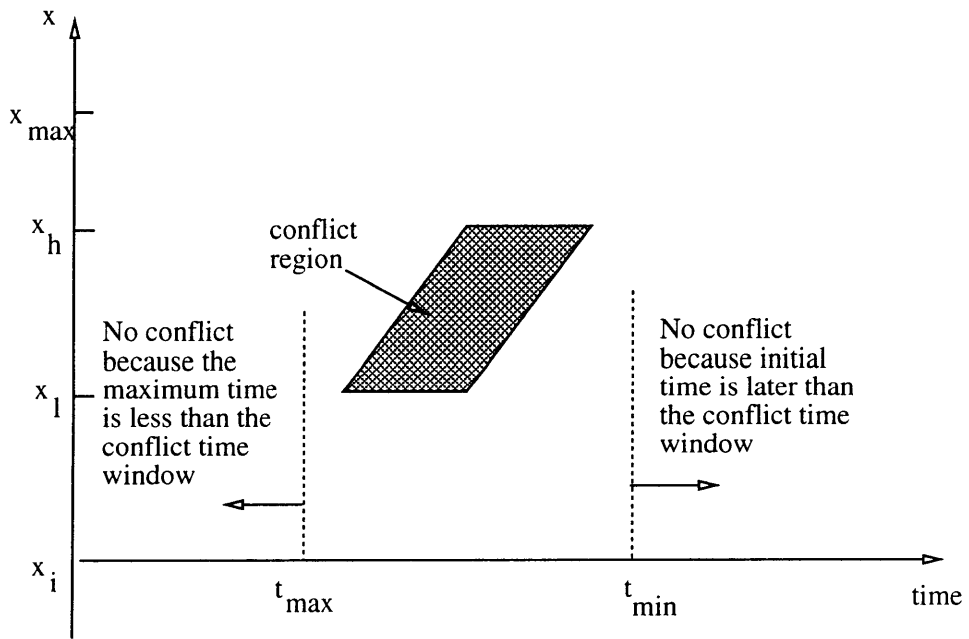 x
x max
x h
conflict
region
No conflict
because the
maximum time
is less than the
conflict time
window
No conflict
because initial
time is later than
the conflict time
window
x l
x i
t max
t min
time